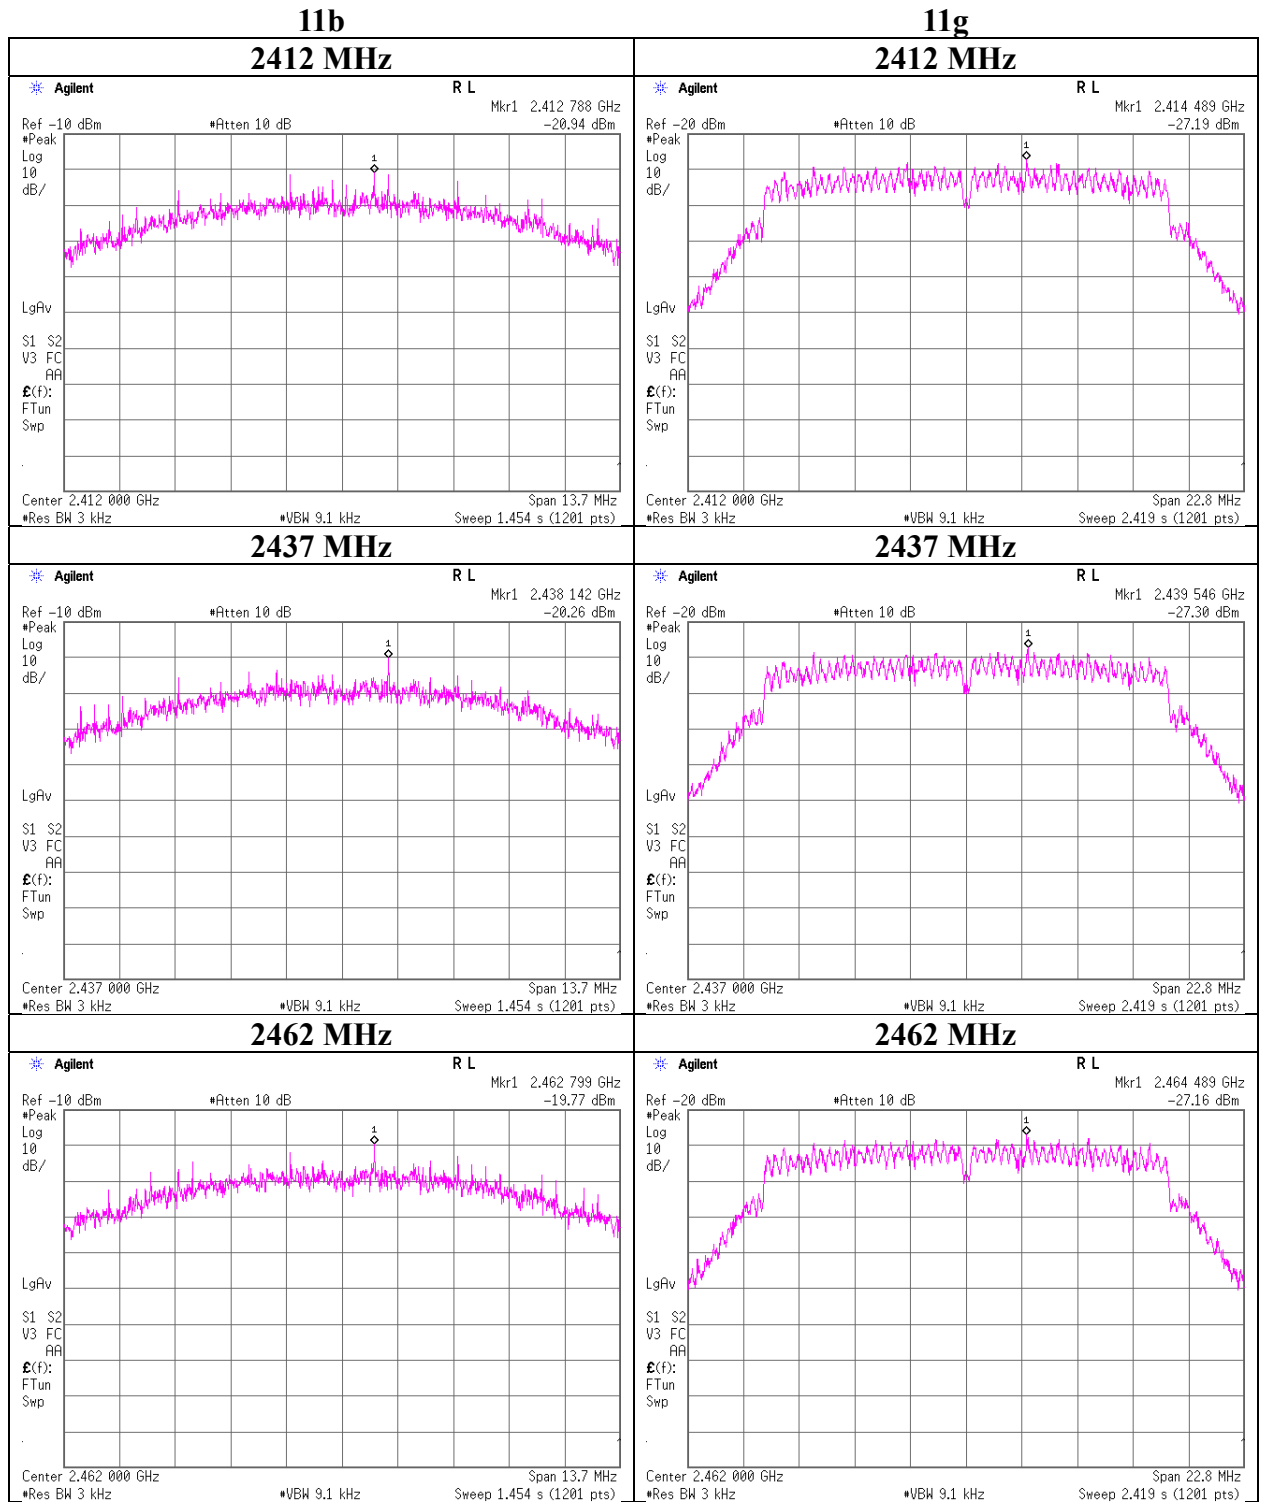 11b
11g
2412 MHz
2412 MHz
Agilent
R L
Mkr1 2.412 788 GHz
Ref -10 dBm
#Atten 10 dB
-20.94 dBm
#Peak
Log
10
dB/
1
LgAv
S1 S2
V3 FC
AA
£(f):
FTun
Swp
Center 2.412 000 GHz
Span 13.7 MHz
#Res BW 3 kHz
#VBW 9.1 kHz
Sweep 1.454 s (1201 pts)
Agilent
R L
Mkr1 2.414 489 GHz
Ref -20 dBm
#Atten 10 dB
-27.19 dBm
#Peak
Log
10
dB/
1
LgAv
S1 S2
V3 FC
AA
£(f):
FTun
Swp
Center 2.412 000 GHz
Span 22.8 MHz
#Res BW 3 kHz
#VBW 9.1 kHz
Sweep 2.419 s (1201 pts)
2437 MHz
2437 MHz
Agilent
R L
Mkr1 2.438 142 GHz
Ref -10 dBm
#Atten 10 dB
-20.26 dBm
#Peak
Log
10
dB/
1
LgAv
S1 S2
V3 FC
AA
£(f):
FTun
Swp
Center 2.437 000 GHz
Span 13.7 MHz
#Res BW 3 kHz
#VBW 9.1 kHz
Sweep 1.454 s (1201 pts)
Agilent
R L
Mkr1 2.439 546 GHz
Ref -20 dBm
#Atten 10 dB
-27.30 dBm
#Peak
Log
10
dB/
1
LgAv
S1 S2
V3 FC
AA
£(f):
FTun
Swp
Center 2.437 000 GHz
Span 22.8 MHz
#Res BW 3 kHz
#VBW 9.1 kHz
Sweep 2.419 s (1201 pts)
2462 MHz
2462 MHz
Agilent
R L
Mkr1 2.462 799 GHz
Ref -10 dBm
#Atten 10 dB
-19.77 dBm
#Peak
Log
10
dB/
1
LgAv
S1 S2
V3 FC
AA
£(f):
FTun
Swp
Center 2.462 000 GHz
Span 13.7 MHz
#Res BW 3 kHz
#VBW 9.1 kHz
Sweep 1.454 s (1201 pts)
Agilent
R L
Mkr1 2.464 489 GHz
Ref -20 dBm
#Atten 10 dB
-27.16 dBm
#Peak
Log
10
dB/
1
LgAv
S1 S2
V3 FC
AA
£(f):
FTun
Swp
Center 2.462 000 GHz
Span 22.8 MHz
#Res BW 3 kHz
#VBW 9.1 kHz
Sweep 2.419 s (1201 pts)